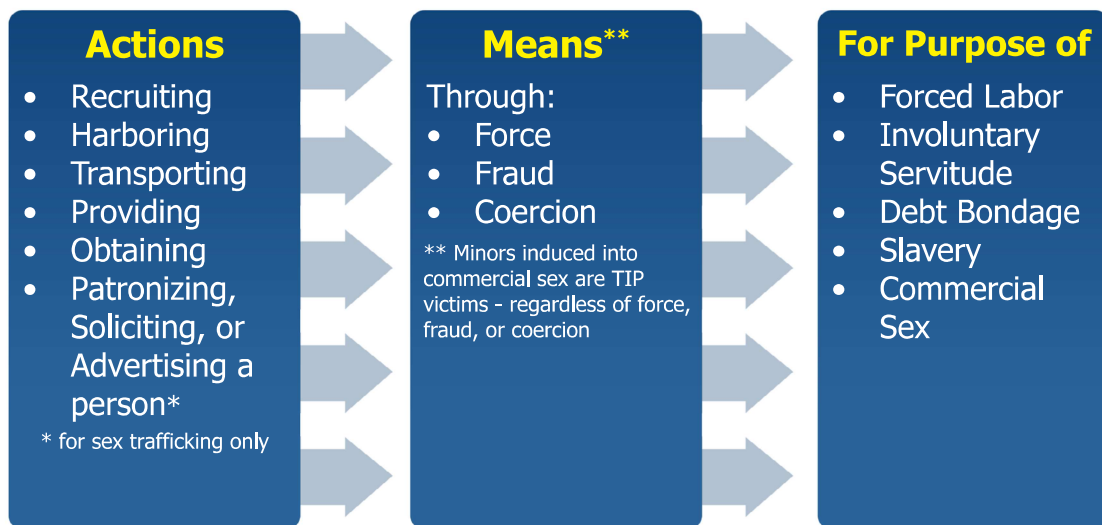 Actions
• Recruiting
• Harboring
• Transporting
• Providing
• Obtaining
• Patronizing,
Soliciting, or
Advertising a
person*
* for sex trafficking only
Means**
Through:
• Force
• Fraud
• Coercion
** Minors induced into
commercial sex are TIP
victims - regardless of force,
fraud, or coercion
For Purpose of
• Forced Labor
• Involuntary
Servitude
• Debt Bondage
• Slavery
• Commercial
Sex